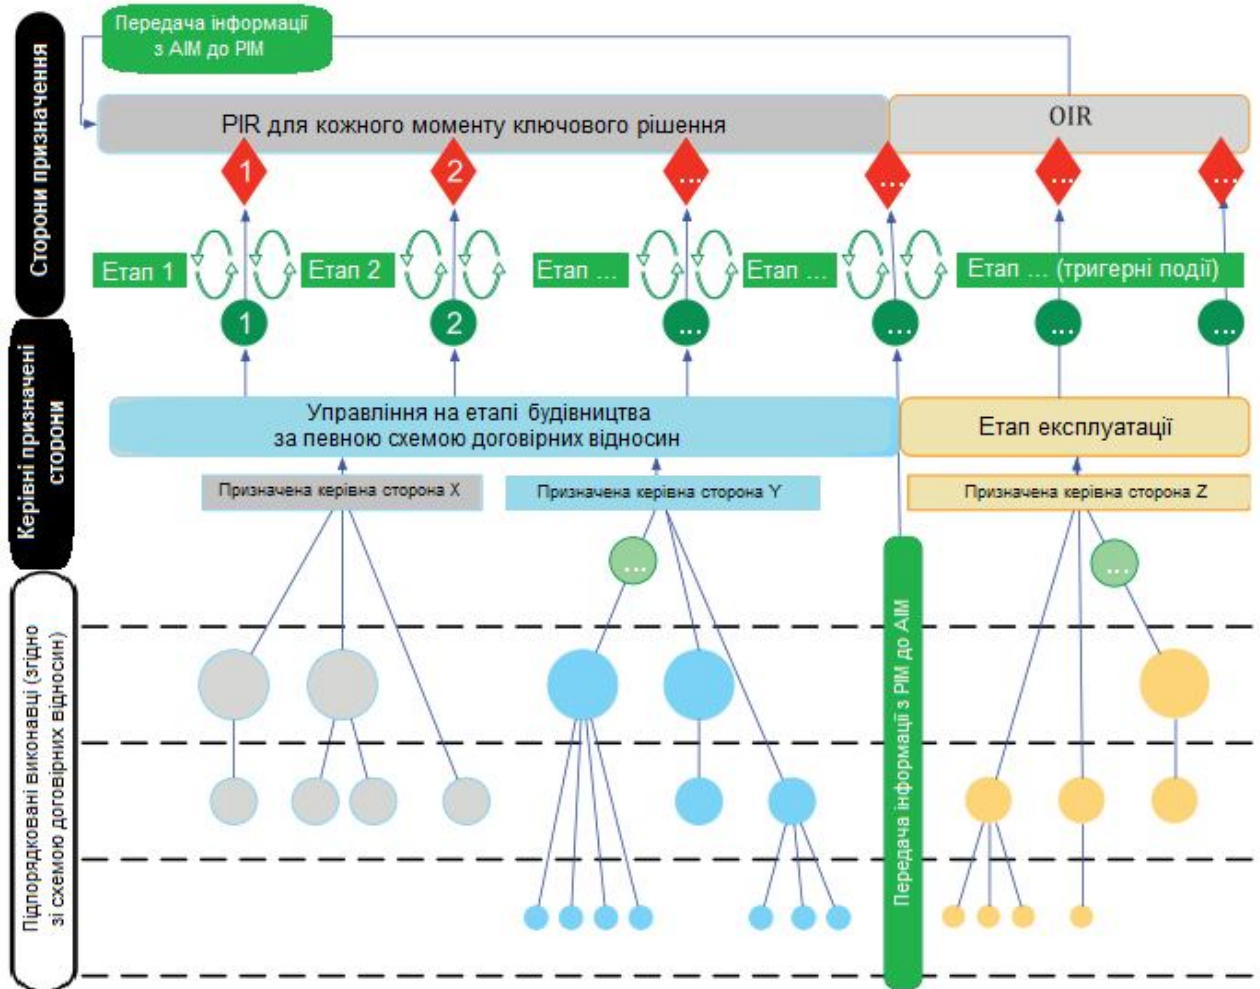 Передача інформації
з AIM до PIM
Сторони призначення
PIR для кожного моменту ключового рішення
OIR
1
2
...
...
...
...
Етап 1
Етап 2
Етап ...
Етап ...
Етап ... (тригерні події)
1
2
...
...
...
...
Керівні призначені
сторони
Управління на етапі будівництва
за певною схемою договірних відносин
Етап експлуатації
Призначена керівна сторона X
Призначена керівна сторона Y
Призначена керівна сторона Z
...
...
Підпорядковані виконавці (згідно
зі схемою договірних відносин)
Передача інформації з PIM до AIM